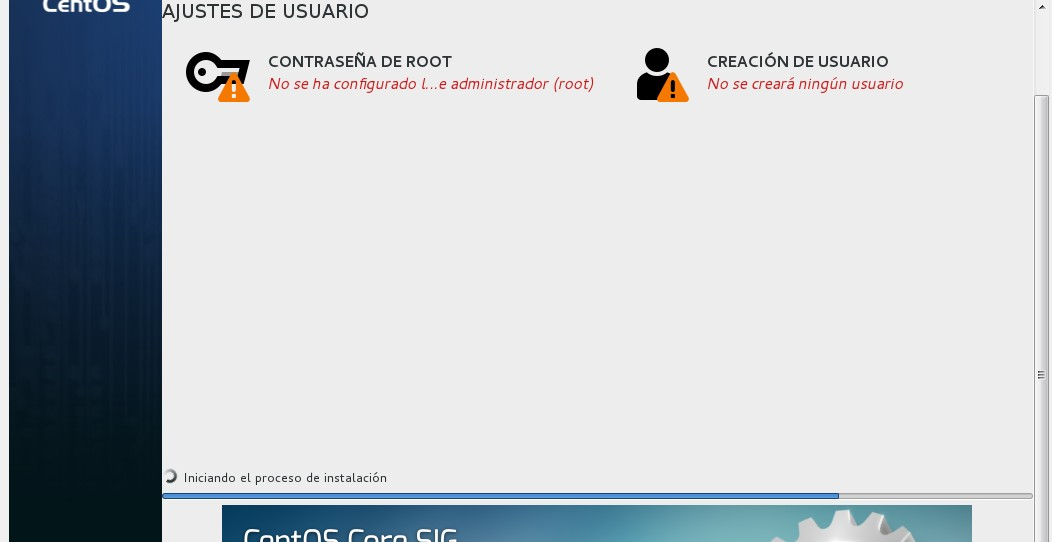 CentOS
AJUSTES DE USUARIO
CONTRASEÑA DE ROOT
No se ha configurado l...e administrador (root)
CREACIÓN DE USUARIO
No se creará ningún usuario
Iniciando el proceso de instalación
CentOS Core SIG